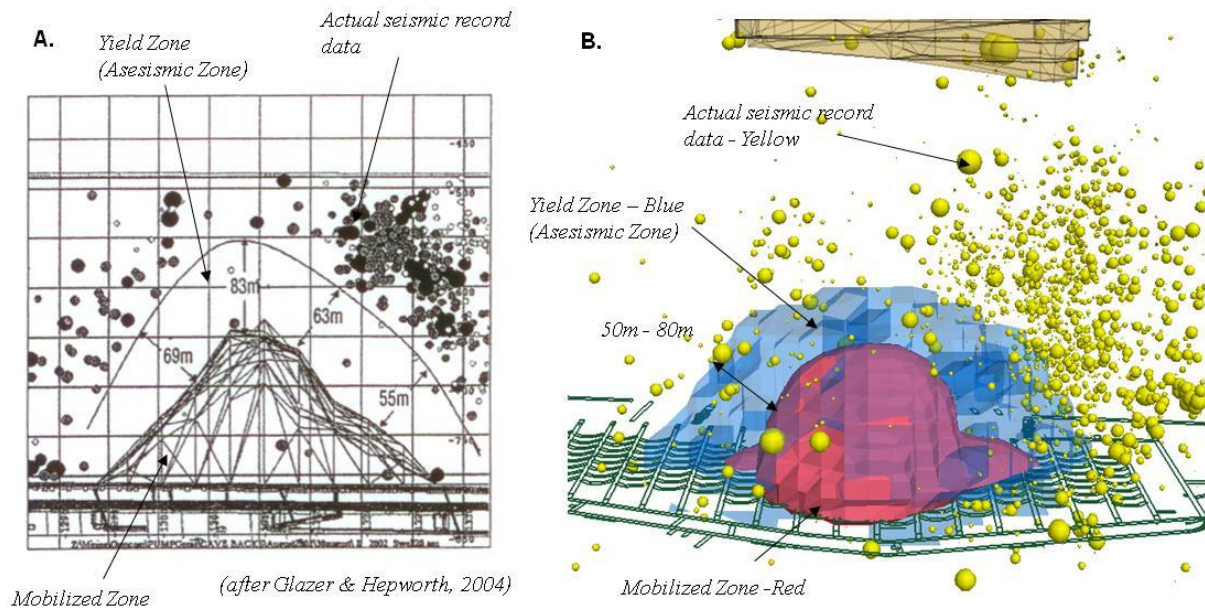 A.
Yield Zone
(Asesismic Zone)
Actual seismic record
data
-450
83m
63m
69m
55m
Mobilized Zone
(after Glazer & Hepworth, 2004)
B.
Actual seismic record
data - Yellow
Yield Zone – Blue
(Asesismic Zone)
50m - 80m
Mobilized Zone -Red